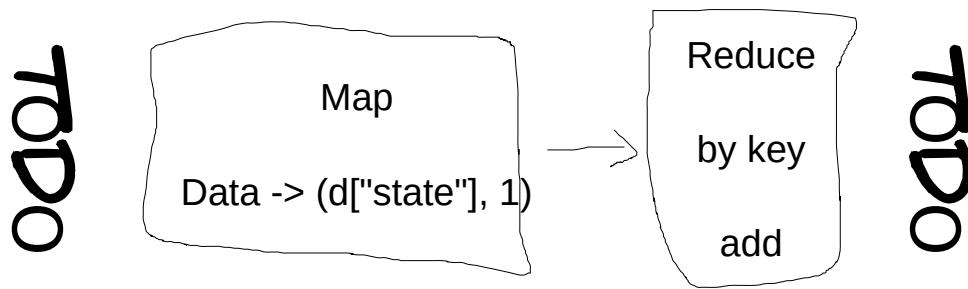 TODO
Map
Data -> (d["state"], 1)
Reduce
by key
add
TODO